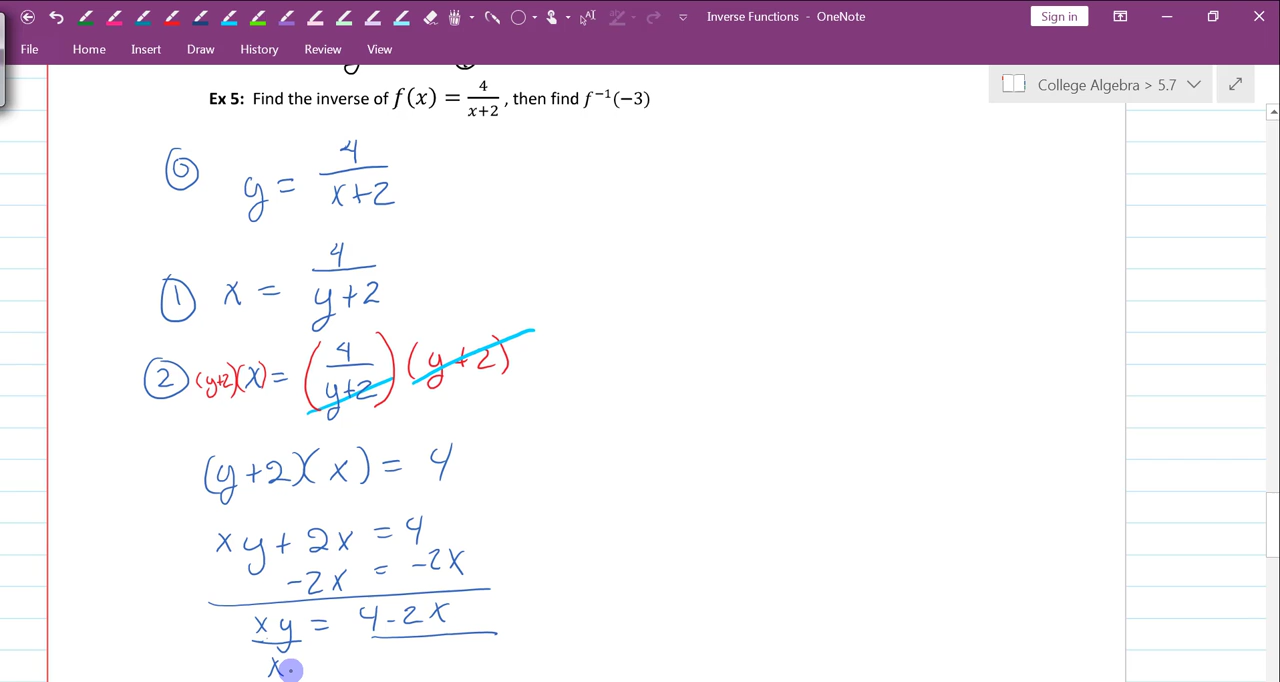 Inverse Functions - OneNote
Sign in
File Home Insert Draw History Review View
College Algebra > 5.7
Ex 5: Find the inverse of f(x) = 4/(x+2), then find f⁻¹(−3)
⓪ y = 4/(x+2)
① x = 4/(y+2)
② (y+2)(x) = (4/(y+2))(y+2)
(y+2)(x) = 4
xy + 2x = 4
-2x = -2x
xy = 4 - 2x
x